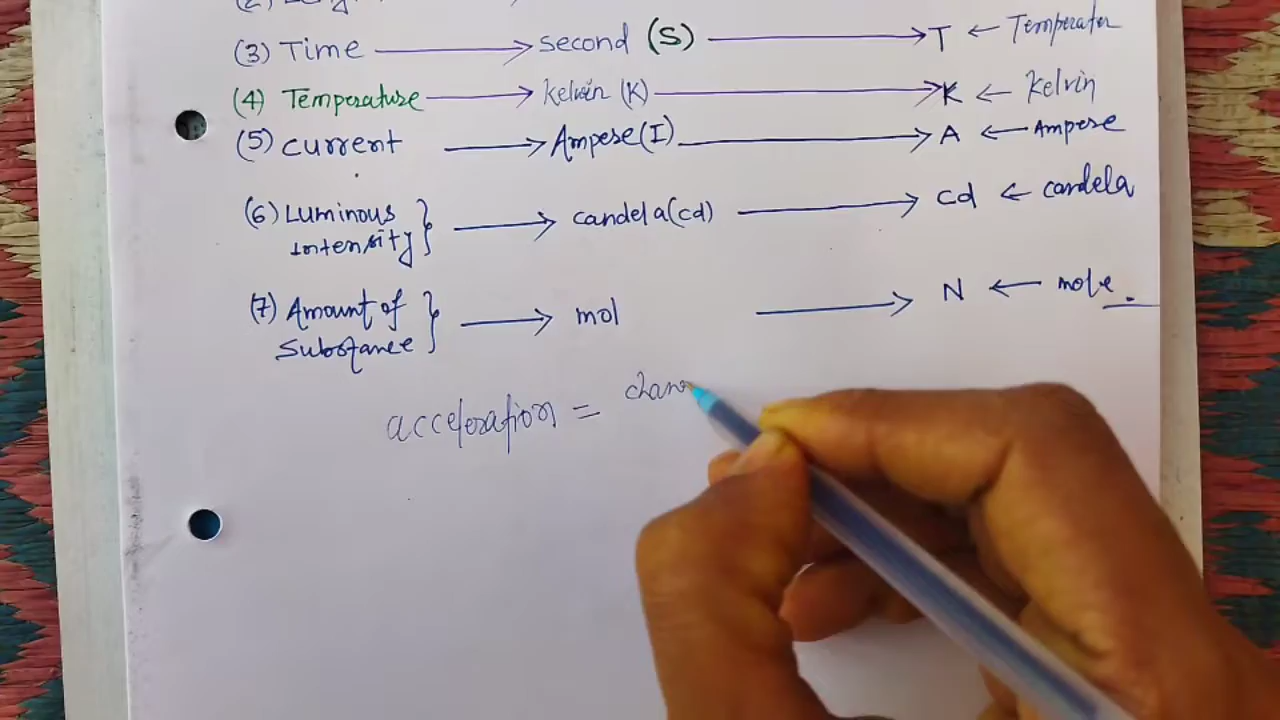 (3) Time → second (S) → T ← Temperater
(4) Temperature → kelvin (K) → K ← kelvin
(5) current → Ampere(I) → A ← Ampere
(6) Luminous intensity } → candela(cd) → cd ← candela
(7) Amount of substance } → mol → N ← mole.
acceleration = chan